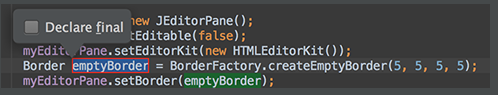 Declare final
new JEditorPane();
etEditable(false);
myEditorPane.setEditorKit(new HTMLEditorKit());
Border emptyBorder = BorderFactory.createEmptyBorder(5, 5, 5, 5);
myEditorPane.setBorder(emptyBorder);